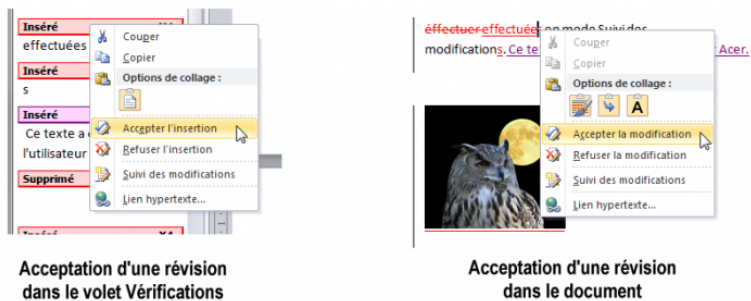 Inséré
effectuées
Inséré
s
Inséré
Ce texte a
l'utilisateur
Supprimé
Couper
Copier
Options de collage :
Accepter l'insertion
Refuser l'insertion
Suivi des modifications
Lien hypertexte...
Acceptation d'une révision
dans le volet Vérifications
éffectuer effectuées en mode Suivi des
modifications. Ce te
r Acer.
Couper
Copier
Options de collage :
A
Accepter la modification
Refuser la modification
Suivi des modifications
Lien hypertexte...
Acceptation d'une révision
dans le document